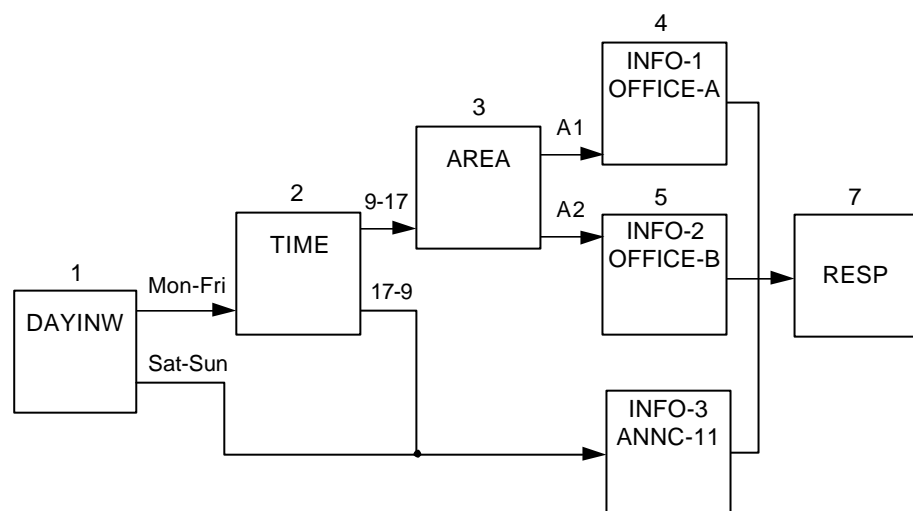 4
INFO-1
OFFICE-A
3
A1
AREA
2
9-17
A2
5
7
TIME
INFO-2
OFFICE-B
RESP
1
Mon-Fri
17-9
DAYINW
Sat-Sun
INFO-3
ANNC-11